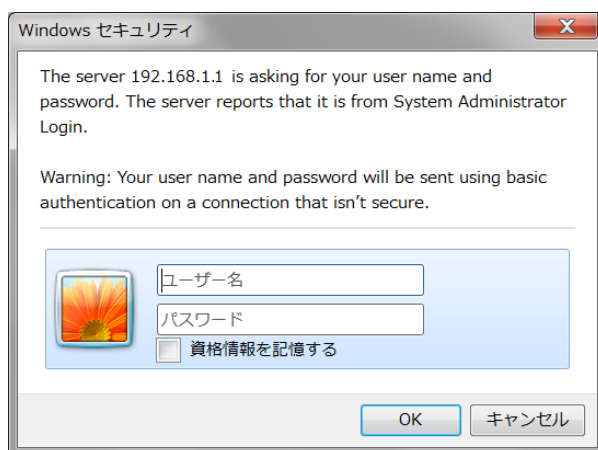 Windows セキュリティ
The server 192.168.1.1 is asking for your user name and
password. The server reports that it is from System Administrator
Login.
Warning: Your user name and password will be sent using basic
authentication on a connection that isn’t secure.
ユーザー名
パスワード
資格情報を記憶する
OK キャンセル